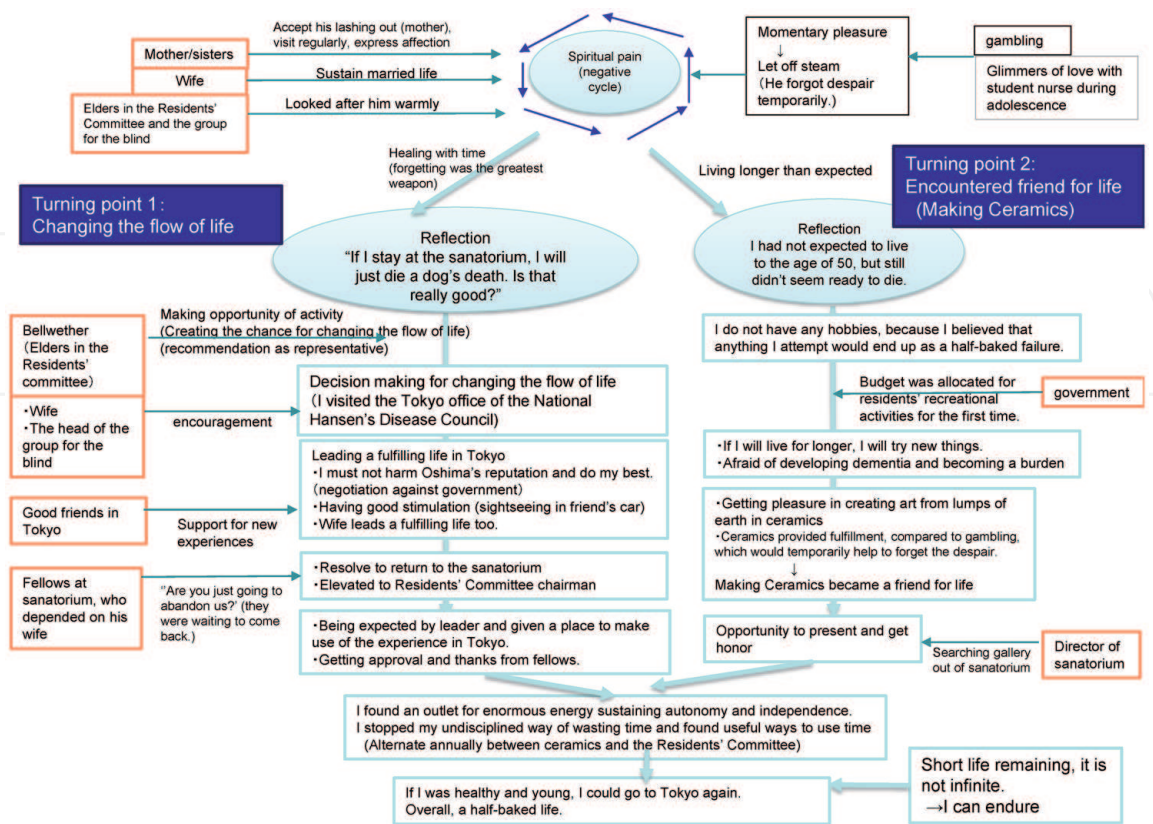 Accept his lashing out (mother),
visit regularly, express affection
Mother/sisters
Wife
Sustain married life
Elders in the Residents'
Committee and the group
for the blind
Looked after him warmly
Spiritual pain
(negative
cycle)
Momentary pleasure
↓
Let off steam
(He forgot despair
temporarily.)
gambling
Glimmers of love with
student nurse during
adolescence
Healing with time
(forgetting was the greatest
weapon)
Living longer than expected
Turning point 1:
Changing the flow of life
Turning point 2:
Encountered friend for life
(Making Ceramics)
Reflection
“If I stay at the sanatorium, I will
just die a dog's death. Is that
really good?”
Reflection
I had not expected to live
to the age of 50, but still
didn't seem ready to die.
Bellwether
(Elders in the
Residents'
committee)
Making opportunity of activity
(Creating the chance for changing the flow of life)
(recommendation as representative)
・Wife
・The head of the
group for the
blind
encouragement
Decision making for changing the flow of life
(I visited the Tokyo office of the National
Hansen's Disease Council)
Leading a fulfilling life in Tokyo
・I must not harm Oshima's reputation and do my best.
(negotiation against government)
・Having good stimulation (sightseeing in friend's car)
・Wife leads a fulfilling life too.
Good friends in
Tokyo
Support for new
experiences
Fellows at
sanatorium, who
depended on his
wife
“Are you just going to
abandon us?' (they
were waiting to come
back.)
・Resolve to return to the sanatorium
・Elevated to Residents' Committee chairman
・Being expected by leader and given a place to make
use of the experience in Tokyo.
・Getting approval and thanks from fellows.
I do not have any hobbies, because I believed that
anything I attempt would end up as a half-baked failure.
Budget was allocated for
residents' recreational
activities for the first time.
government
・If I will live for longer, I will try new things.
・Afraid of developing dementia and becoming a burden
・Getting pleasure in creating art from lumps of
earth in ceramics
・Ceramics provided fulfillment, compared to gambling,
which would temporarily help to forget the despair.
↓
Making Ceramics became a friend for life
Opportunity to present and get
honor
Searching gallery
out of sanatorium
Director of
sanatorium
I found an outlet for enormous energy sustaining autonomy and independence.
I stopped my undisciplined way of wasting time and found useful ways to use time
(Alternate annually between ceramics and the Residents' Committee)
If I was healthy and young, I could go to Tokyo again.
Overall, a half-baked life.
Short life remaining, it is
not infinite.
→I can endure